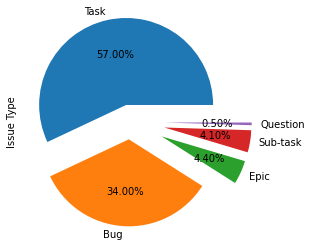 Task
57.00%
Issue Type
0.50%
Question
4.10%
Sub-task
4.40%
Epic
34.00%
Bug